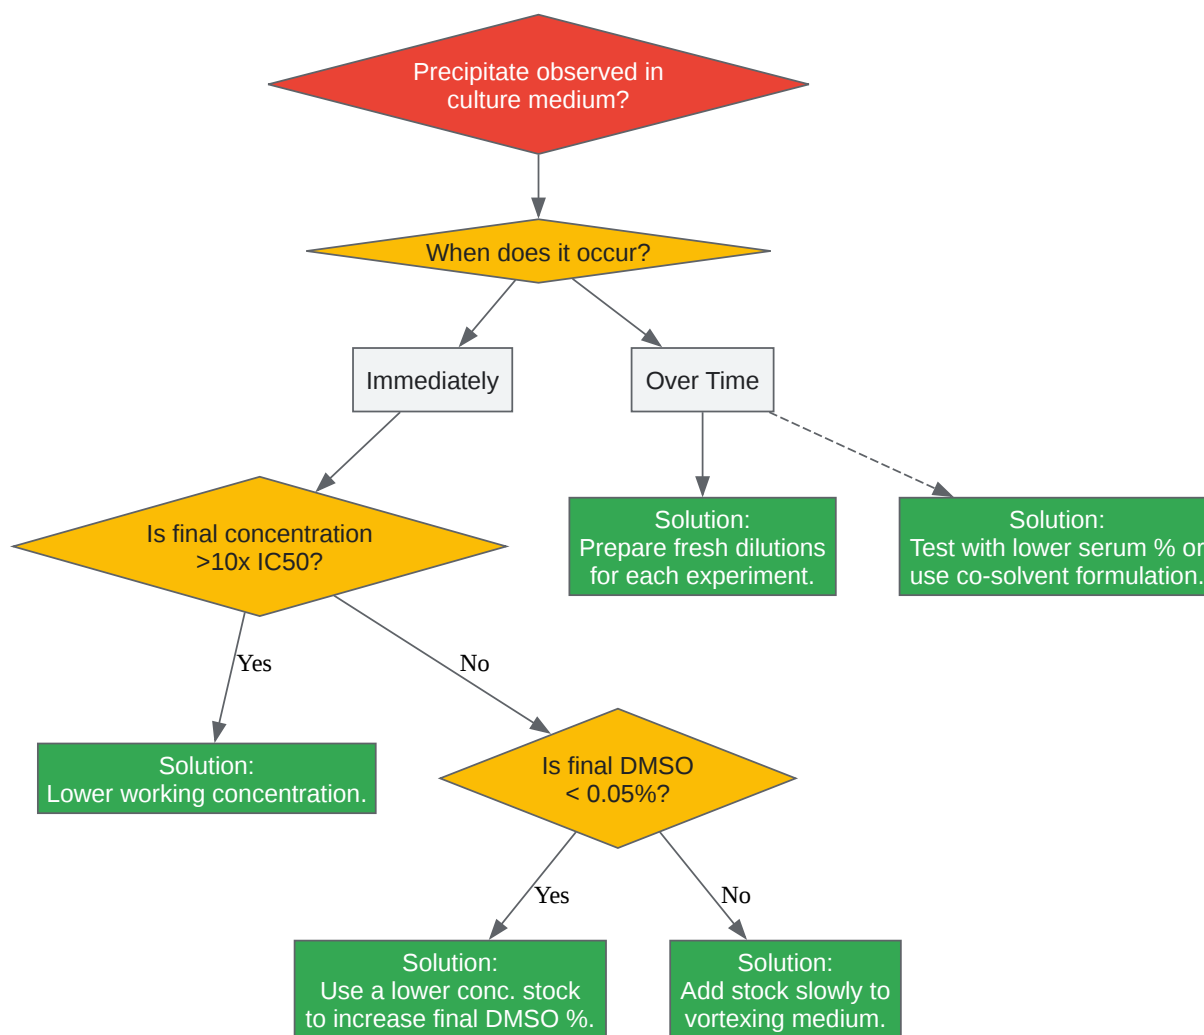 Precipitate observed in
culture medium?
When does it occur?
Immediately
Over Time
Is final concentration
>10x IC50?
Solution:
Prepare fresh dilutions
for each experiment.
Solution:
Test with lower serum % or
use co-solvent formulation.
Yes
No
Solution:
Lower working concentration.
Is final DMSO
< 0.05%?
Yes
No
Solution:
Use a lower conc. stock
to increase final DMSO %.
Solution:
Add stock slowly to
vortexing medium.